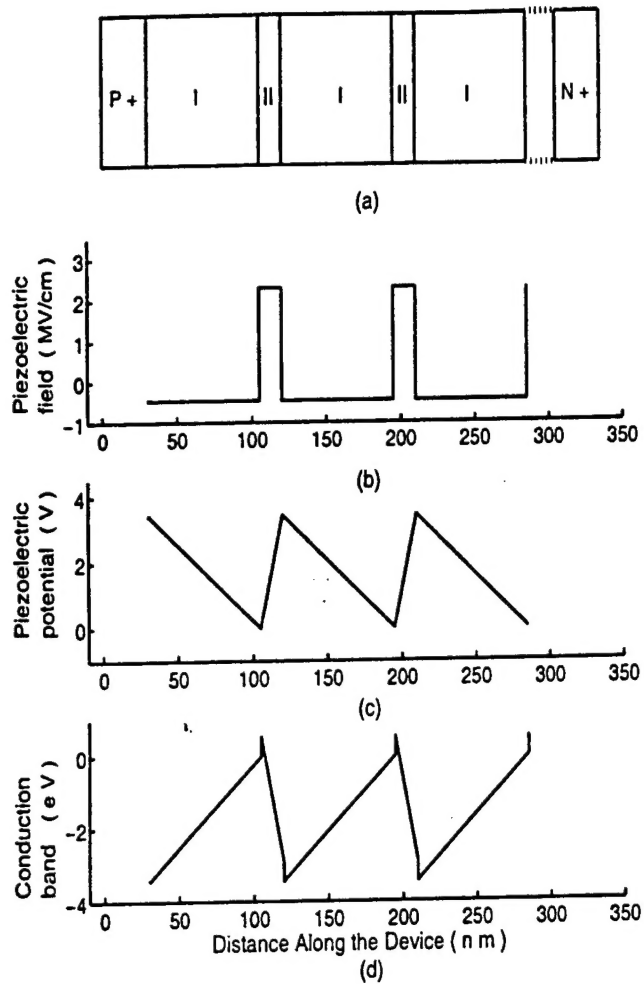 P + I II I II I N +
(a)
Piezoelectric
field ( MV/cm )
3
2
1
0
-1
0 50 100 150 200 250 300 350
(b)
Piezoelectric
potential ( V )
4
2
0
0 50 100 150 200 250 300 350
(c)
Conduction
band ( e V )
0
-2
-4
0 50 100 150 200 250 300 350
Distance Along the Device ( n m )
(d)